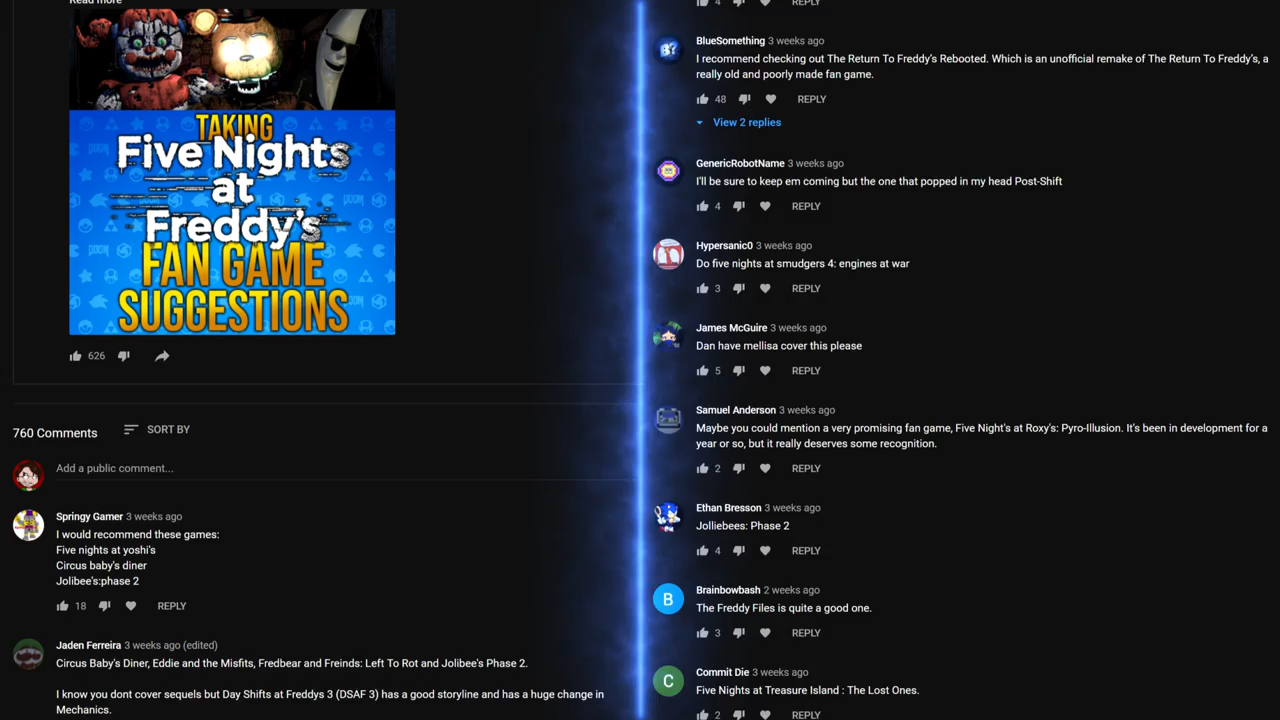 Read more
TAKING
Five Nights
at
Freddy's
FAN GAME
SUGGESTIONS
626
760 Comments
SORT BY
Add a public comment...
Springy Gamer 3 weeks ago
I would recommend these games:
Five nights at yoshi's
Circus baby's diner
Jolibee's:phase 2
18 REPLY
Jaden Ferreira 3 weeks ago (edited)
Circus Baby's Diner, Eddie and the Misfits, Fredbear and Freinds: Left To Rot and Jolibee's Phase 2.
I know you dont cover sequels but Day Shifts at Freddys 3 (DSAF 3) has a good storyline and has a huge change in
Mechanics.
4 REPLY
BlueSomething 3 weeks ago
I recommend checking out The Return To Freddy's Rebooted. Which is an unofficial remake of The Return To Freddy's, a
really old and poorly made fan game.
48 REPLY
View 2 replies
GenericRobotName 3 weeks ago
I'll be sure to keep em coming but the one that popped in my head Post-Shift
4 REPLY
Hypersanic0 3 weeks ago
Do five nights at smudgers 4: engines at war
3 REPLY
James McGuire 3 weeks ago
Dan have mellisa cover this please
5 REPLY
Samuel Anderson 3 weeks ago
Maybe you could mention a very promising fan game, Five Night's at Roxy's: Pyro-Illusion. It's been in development for a
year or so, but it really deserves some recognition.
2 REPLY
Ethan Bresson 3 weeks ago
Jolliebees: Phase 2
4 REPLY
B
Brainbowbash 2 weeks ago
The Freddy Files is quite a good one.
3 REPLY
C
Commit Die 3 weeks ago
Five Nights at Treasure Island : The Lost Ones.
2 REPLY